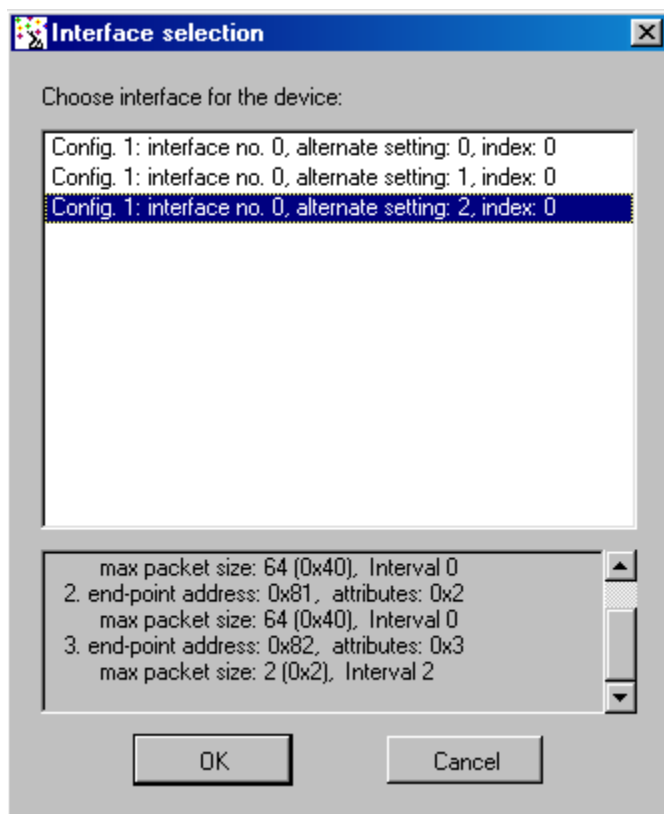 Interface selection
Choose interface for the device:
Config. 1: interface no. 0, alternate setting: 0, index: 0
Config. 1: interface no. 0, alternate setting: 1, index: 0
Config. 1: interface no. 0, alternate setting: 2, index: 0
max packet size: 64 (0x40),  Interval 0
2. end-point address: 0x81,  attributes: 0x2
max packet size: 64 (0x40),  Interval 0
3. end-point address: 0x82,  attributes: 0x3
max packet size: 2 (0x2),  Interval 2
OK
Cancel